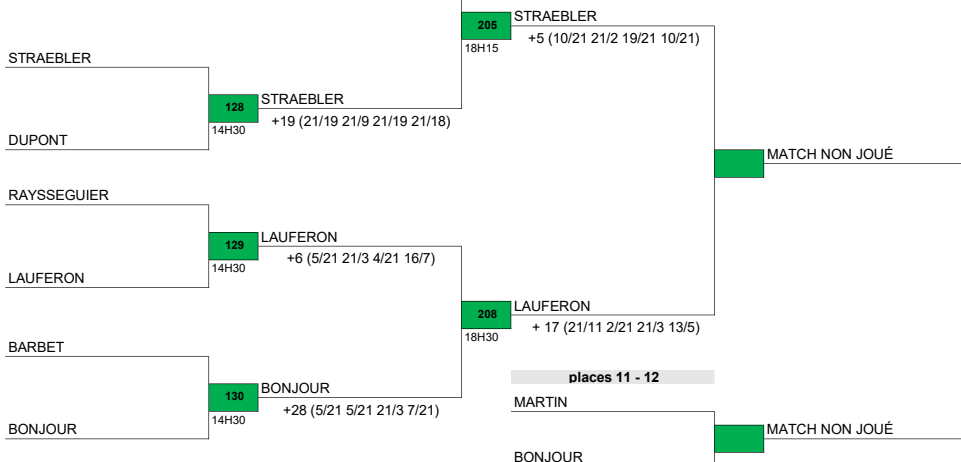 STRAEBLER
205
+5 (10/21 21/2 19/21 10/21)
18H15
STRAEBLER
STRAEBLER
128
+19 (21/19 21/9 21/19 21/18)
14H30
DUPONT
MATCH NON JOUÉ
RAYSSEGUIER
LAUFERON
129
+6 (5/21 21/3 4/21 16/7)
14H30
LAUFERON
LAUFERON
208
+ 17 (21/11 2/21 21/3 13/5)
18H30
BARBET
places 11 - 12
BONJOUR
130
+28 (5/21 5/21 21/3 7/21)
14H30
MARTIN
BONJOUR
MATCH NON JOUÉ
BONJOUR